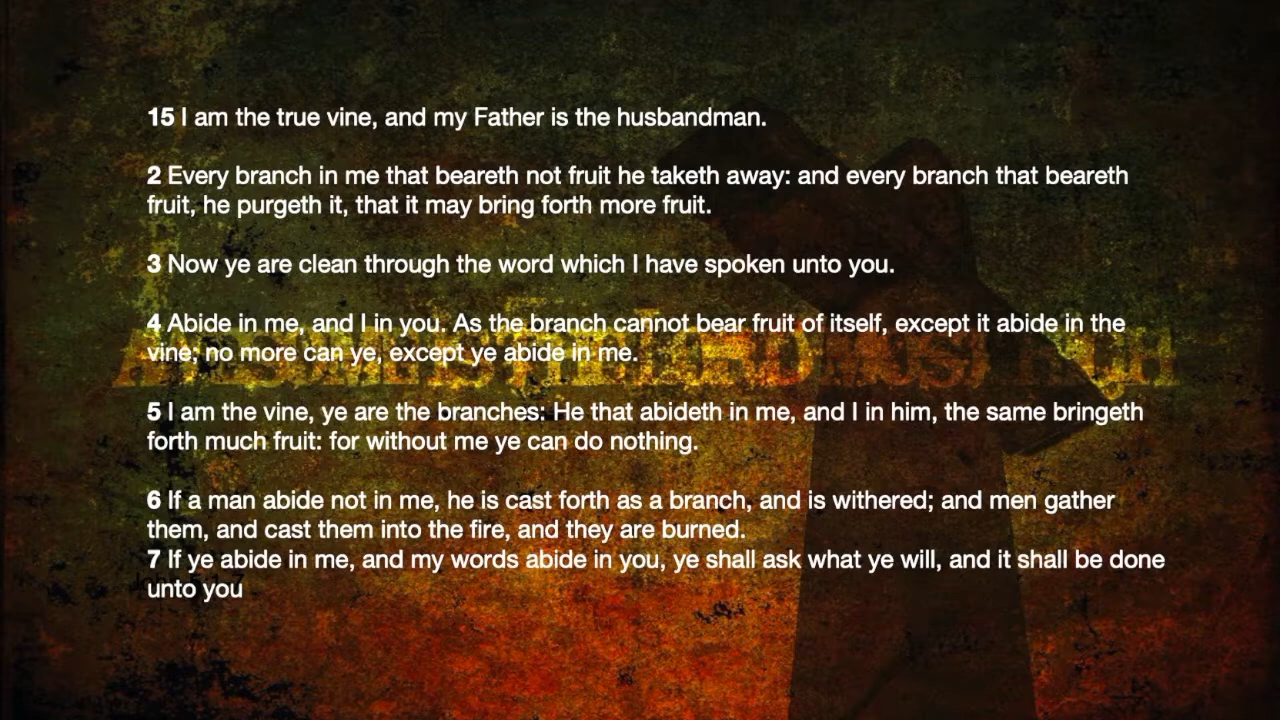 15 I am the true vine, and my Father is the husbandman.
2 Every branch in me that beareth not fruit he taketh away: and every branch that beareth
fruit, he purgeth it, that it may bring forth more fruit.
3 Now ye are clean through the word which I have spoken unto you.
4 Abide in me, and I in you. As the branch cannot bear fruit of itself, except it abide in the
vine; no more can ye, except ye abide in me.
5 I am the vine, ye are the branches: He that abideth in me, and I in him, the same bringeth
forth much fruit: for without me ye can do nothing.
6 If a man abide not in me, he is cast forth as a branch, and is withered; and men gather
them, and cast them into the fire, and they are burned.
7 If ye abide in me, and my words abide in you, ye shall ask what ye will, and it shall be done
unto you